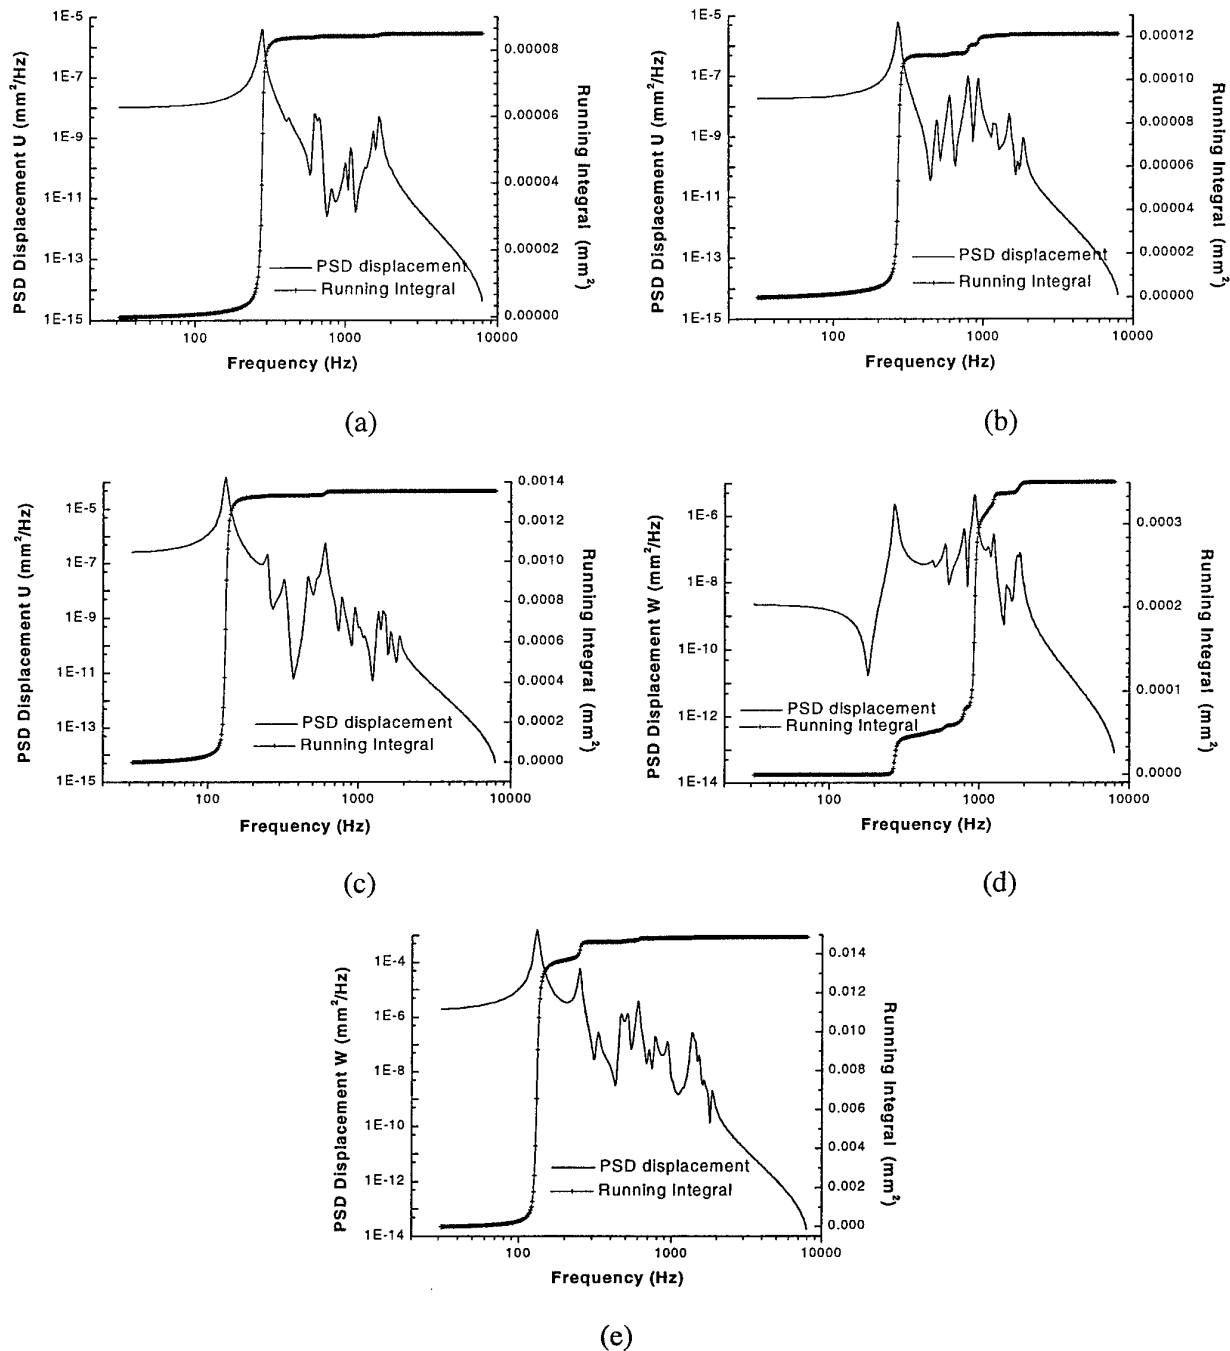 PSD Displacement U (mm²/Hz)
1E-5
1E-7
1E-9
1E-11
1E-13
1E-15
0.00008
0.00006
0.00004
0.00002
0.00000
Running Integral (mm²)
PSD displacement
Running Integral
100
1000
10000
Frequency (Hz)
(a)
PSD Displacement U (mm²/Hz)
1E-5
1E-7
1E-9
1E-11
1E-13
1E-15
0.00012
0.00010
0.00008
0.00006
0.00004
0.00002
0.00000
Running Integral (mm²)
PSD displacement
Running Integral
100
1000
10000
Frequency (Hz)
(b)
PSD Displacement U (mm²/Hz)
1E-5
1E-7
1E-9
1E-11
1E-13
1E-15
0.0014
0.0012
0.0010
0.0008
0.0006
0.0004
0.0002
0.0000
Running Integral (mm²)
PSD displacement
Running Integral
100
1000
10000
Frequency (Hz)
(c)
PSD Displacement W (mm²/Hz)
1E-6
1E-8
1E-10
1E-12
1E-14
0.0003
0.0002
0.0001
0.0000
Running Integral (mm²)
PSD displacement
Running Integral
100
1000
10000
Frequency (Hz)
(d)
PSD Displacement W (mm²/Hz)
1E-4
1E-6
1E-8
1E-10
1E-12
1E-14
0.014
0.012
0.010
0.008
0.006
0.004
0.002
0.000
Running Integral (mm²)
PSD displacement
Running Integral
100
1000
10000
Frequency (Hz)
(e)